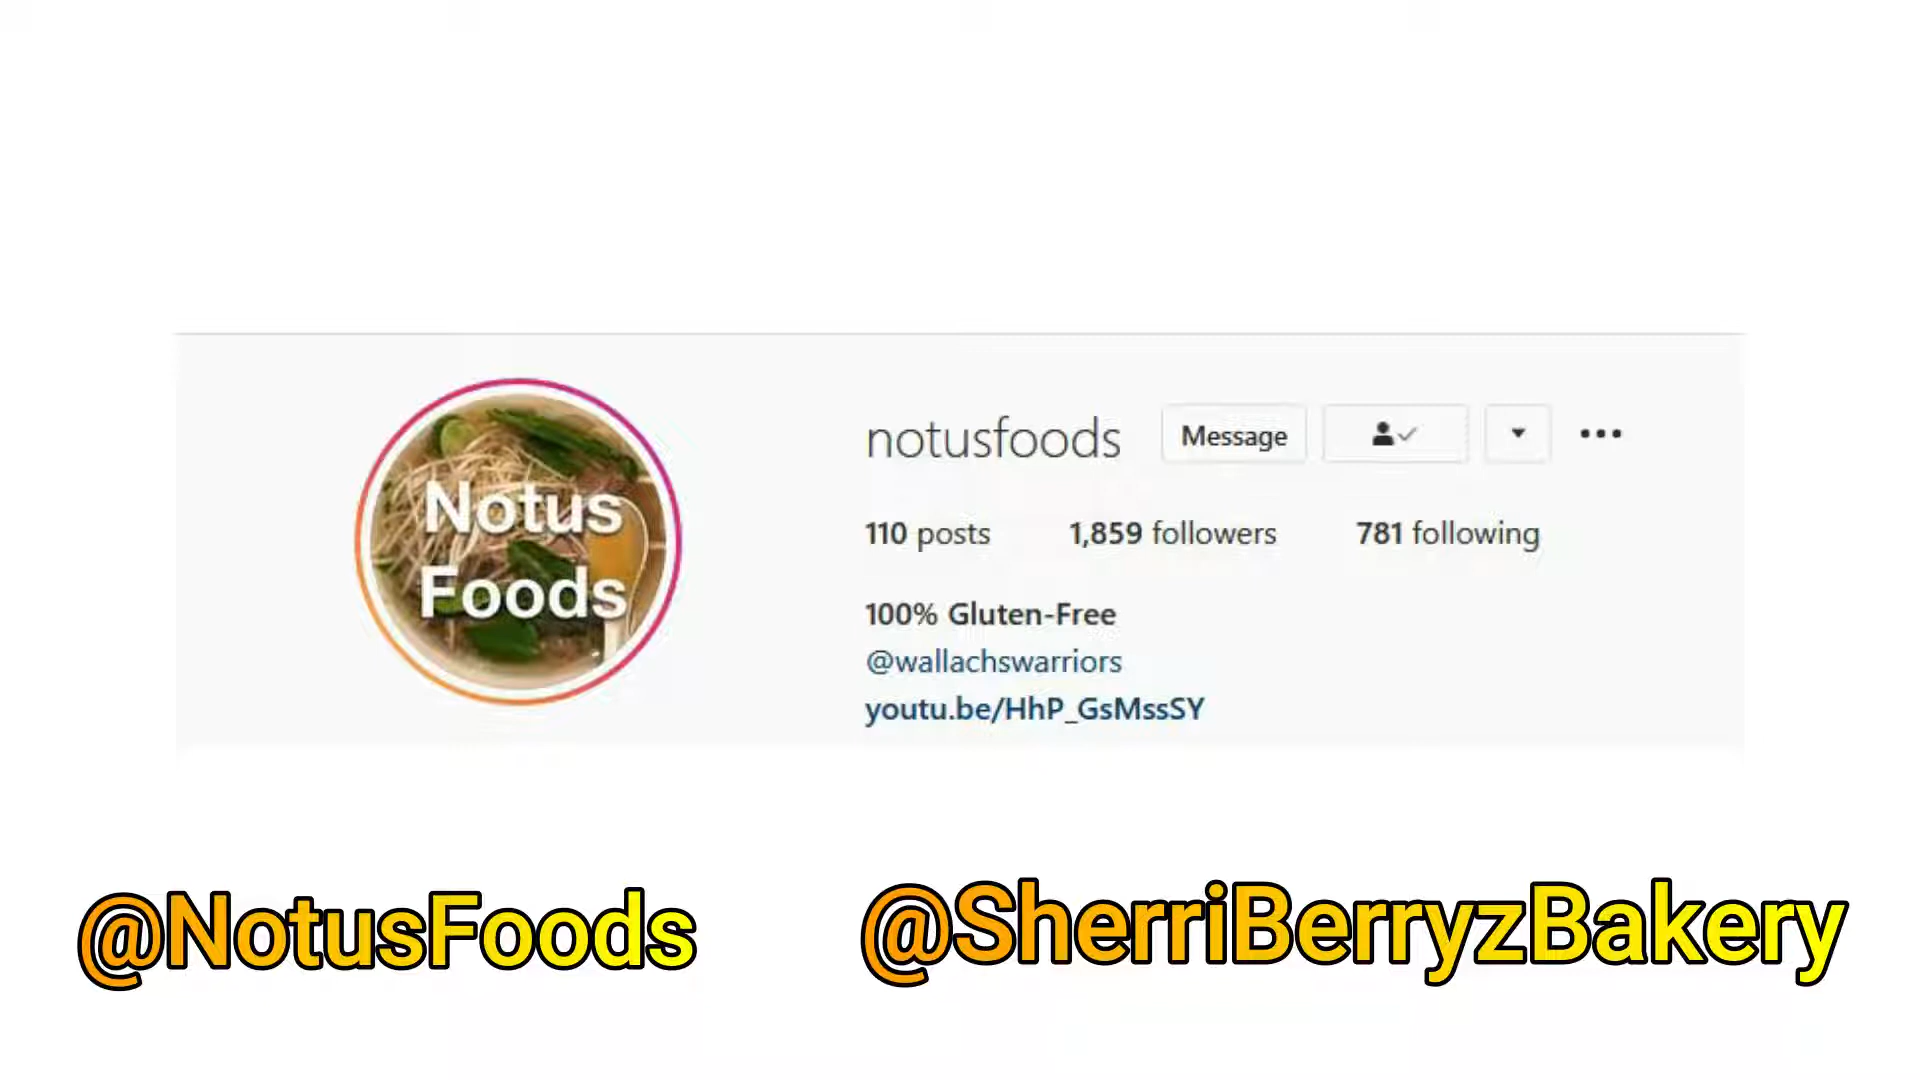 notusfoods Message
110 posts 1,859 followers 781 following
Notus
Foods
100% Gluten-Free
@wallachswarriors
youtu.be/HhP_GsMssSY
@NotusFoods @SherriBerryzBakery